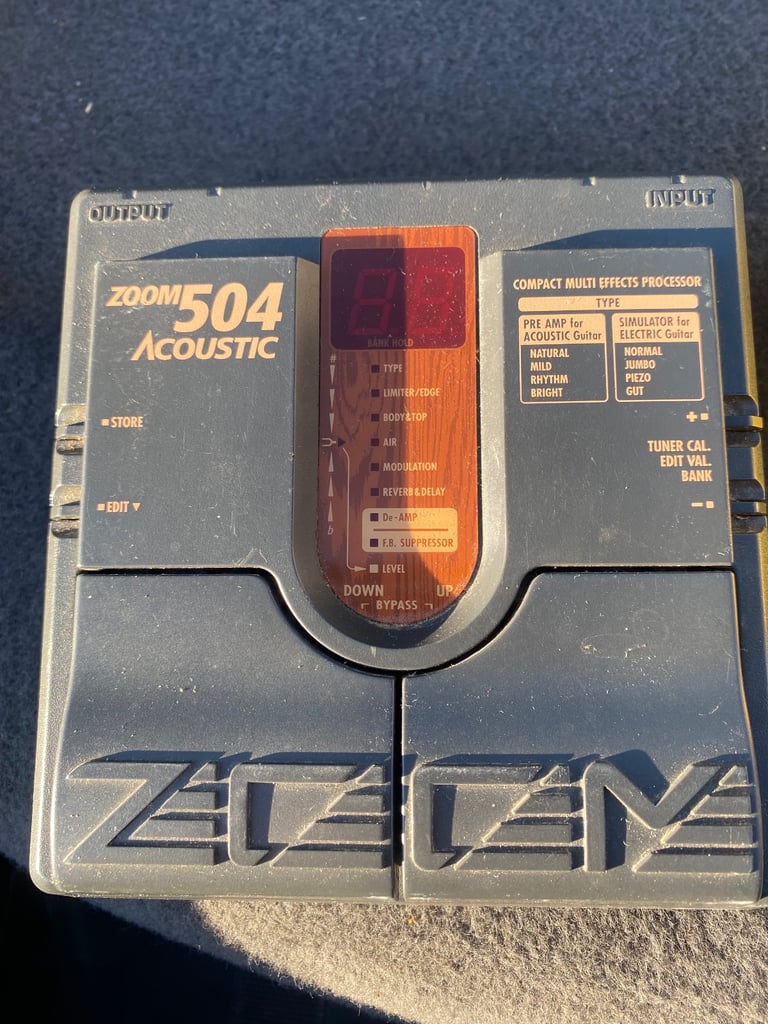 OUTPUT
INPUT
ZOOM 504
ACOUSTIC
BANK HOLD
#
TYPE
LIMITER/EDGE
BODY&TOP
AIR
MODULATION
REVERB&DELAY
De-AMP
F.B. SUPPRESSOR
LEVEL
b
DOWN UP
BYPASS
COMPACT MULTI EFFECTS PROCESSOR
TYPE
PRE AMP for
ACOUSTIC Guitar
NATURAL
MILD
RHYTHM
BRIGHT
SIMULATOR for
ELECTRIC Guitar
NORMAL
JUMBO
PIEZO
GUT
■STORE
■EDIT▼
+■
TUNER CAL.
EDIT VAL.
BANK
−■
ZOOM